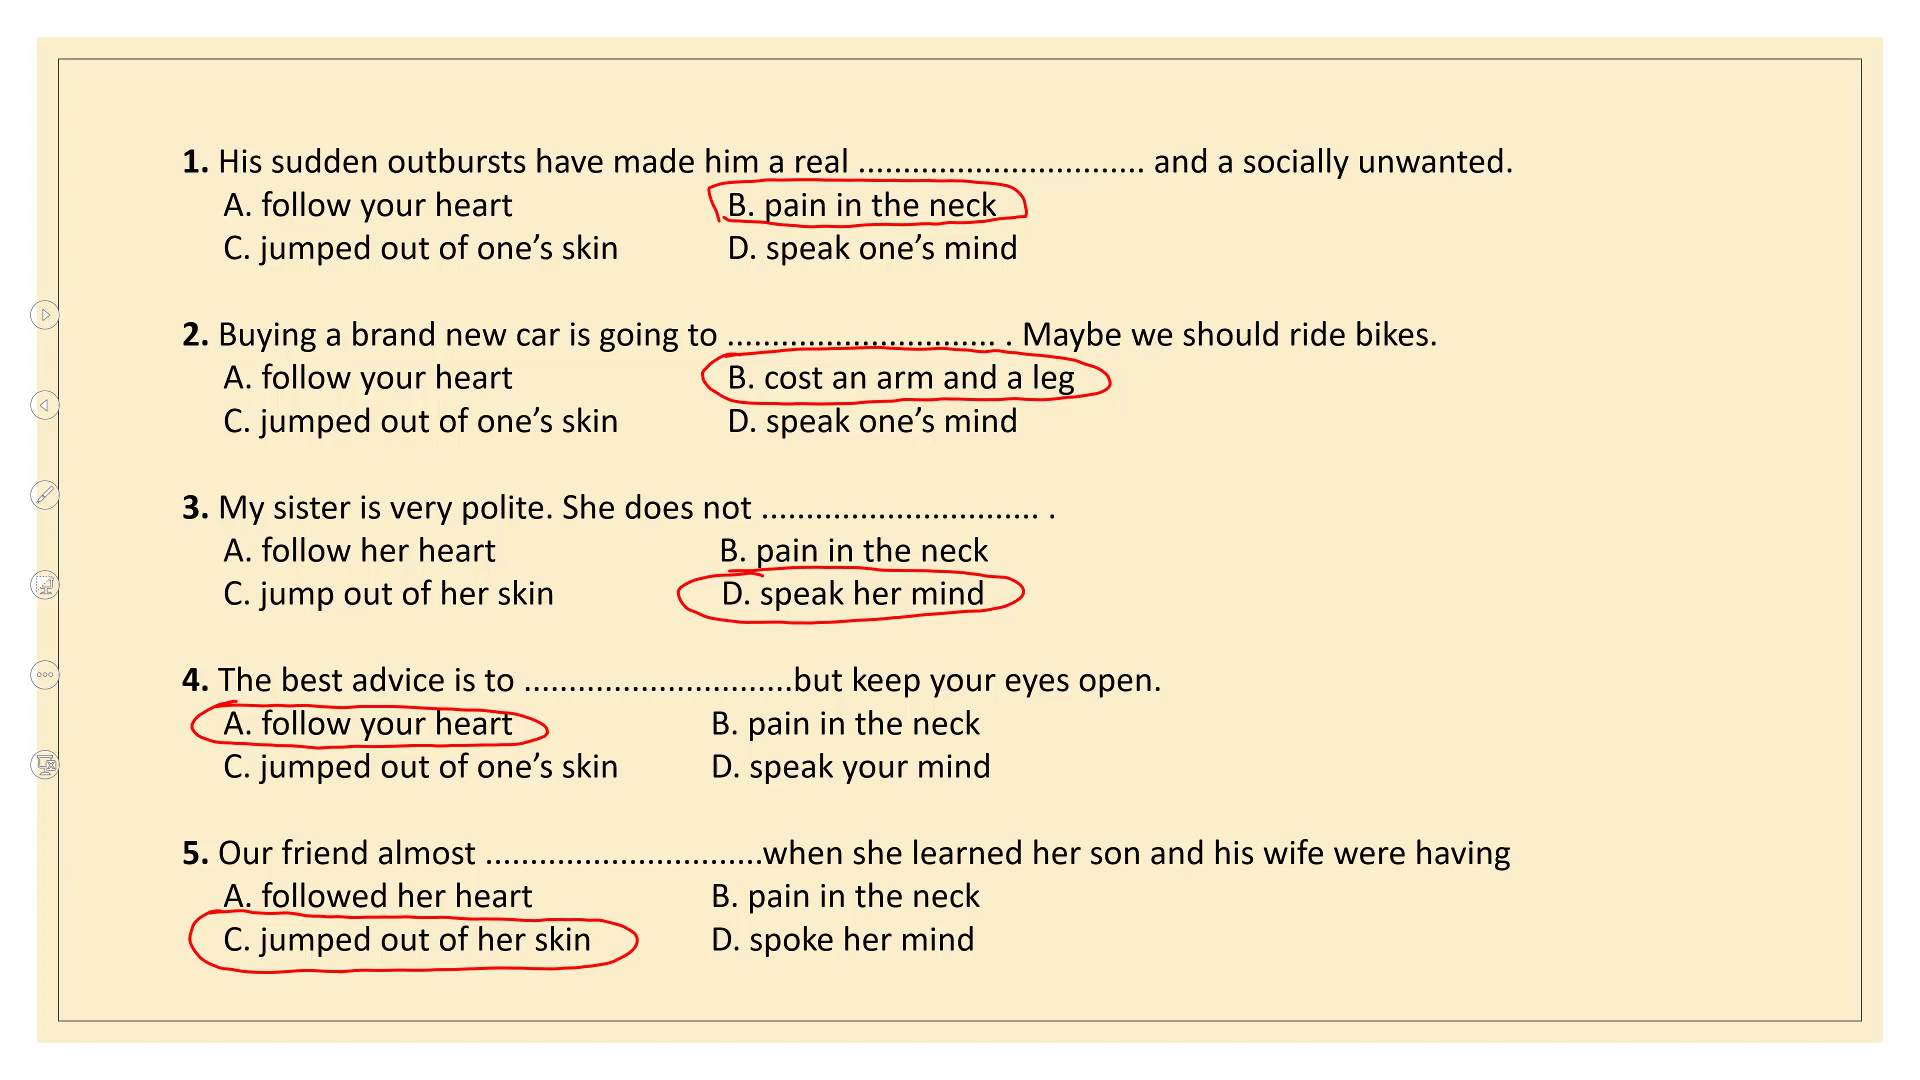 1. His sudden outbursts have made him a real ................................ and a socially unwanted.
A. follow your heart B. pain in the neck
C. jumped out of one’s skin D. speak one’s mind
2. Buying a brand new car is going to .............................. . Maybe we should ride bikes.
A. follow your heart B. cost an arm and a leg
C. jumped out of one’s skin D. speak one’s mind
3. My sister is very polite. She does not ............................... .
A. follow her heart B. pain in the neck
C. jump out of her skin D. speak her mind
4. The best advice is to ..............................but keep your eyes open.
A. follow your heart B. pain in the neck
C. jumped out of one’s skin D. speak your mind
5. Our friend almost ...............................when she learned her son and his wife were having
A. followed her heart B. pain in the neck
C. jumped out of her skin D. spoke her mind